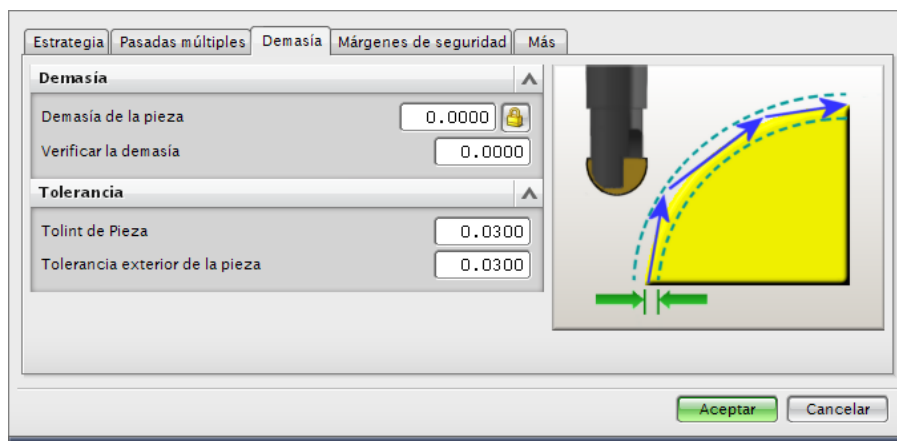 Estrategia Pasadas múltiples Demasía Márgenes de seguridad Más
Demasía
Demasía de la pieza 0.0000
Verificar la demasía 0.0000
Tolerancia
Tolint de Pieza 0.0300
Tolerancia exterior de la pieza 0.0300
Aceptar Cancelar